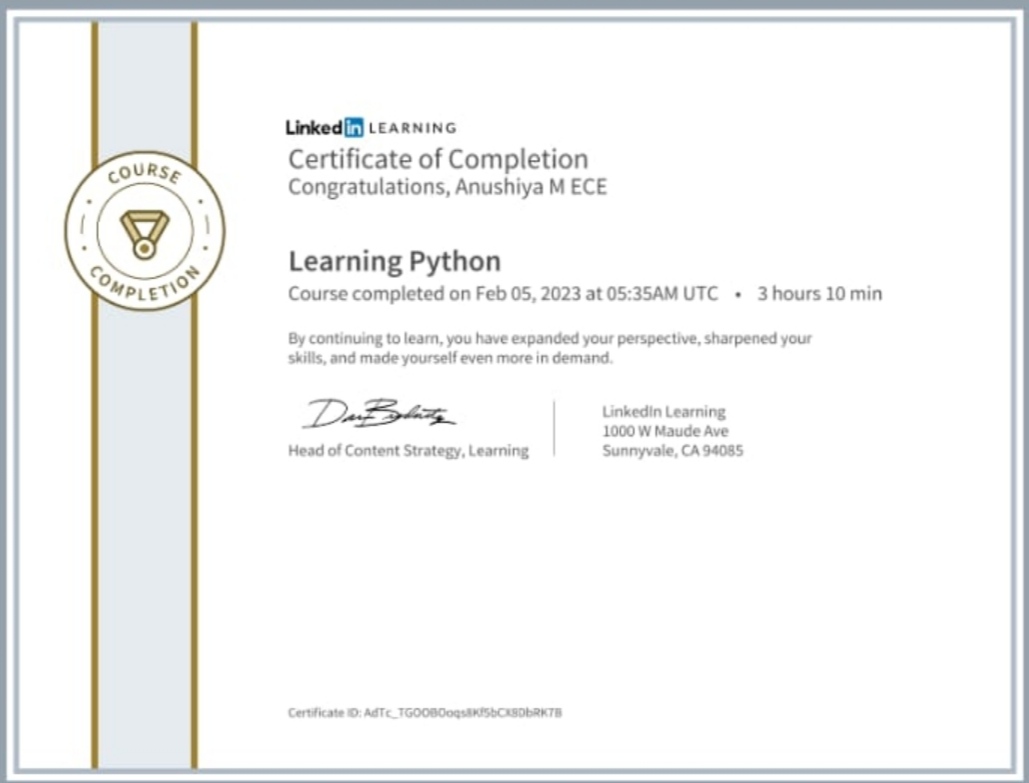 COURSE
COMPLETION
Linkedin LEARNING
Certificate of Completion
Congratulations, Anushiya M ECE
Learning Python
Course completed on Feb 05, 2023 at 05:35AM UTC • 3 hours 10 min
By continuing to learn, you have expanded your perspective, sharpened your
skills, and made yourself even more in demand.
Head of Content Strategy, Learning
LinkedIn Learning
1000 W Maude Ave
Sunnyvale, CA 94085
Certificate ID: